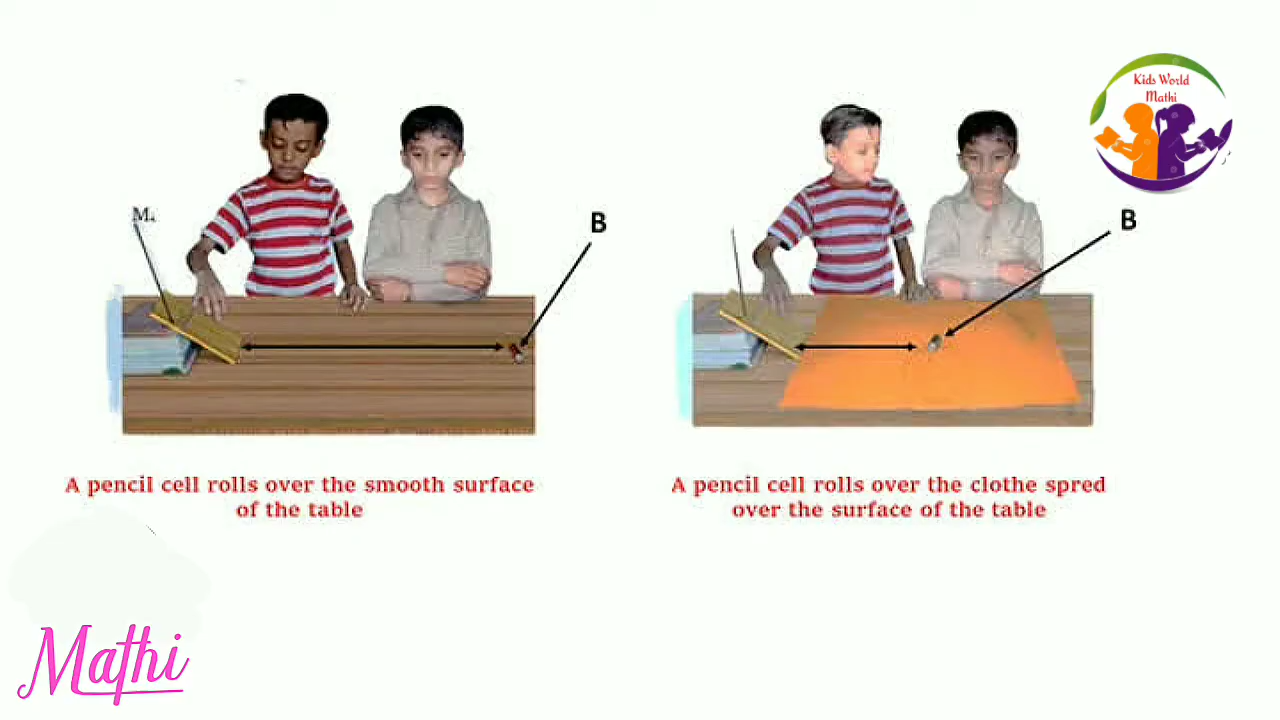 Kids World
Mathi
M.
B
B
A pencil cell rolls over the smooth surface
of the table
A pencil cell rolls over the clothe spred
over the surface of the table
Mathi